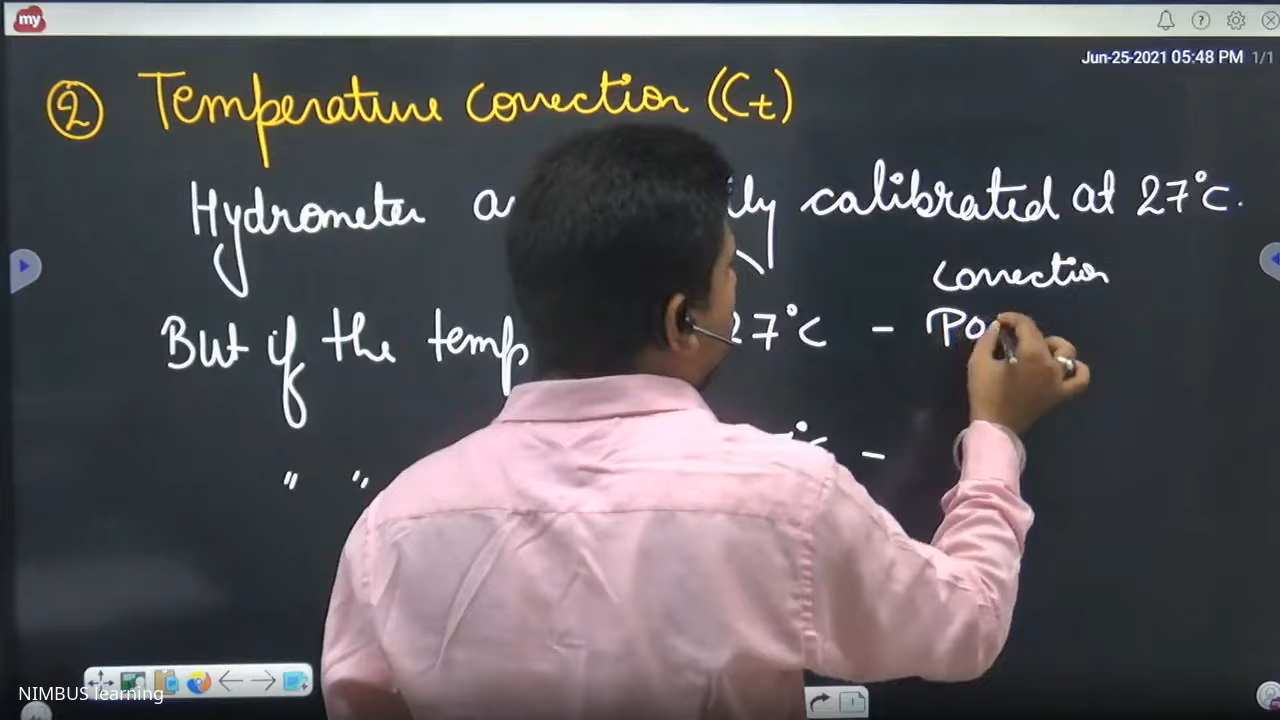 my
Jun-25-2021 05:48 PM 1/1
② Temperature correction (Ct)
Hydrometer calibrated at 27°C.
correction
But if the temp 27°C - Po
" " °C -
NIMBUS learning